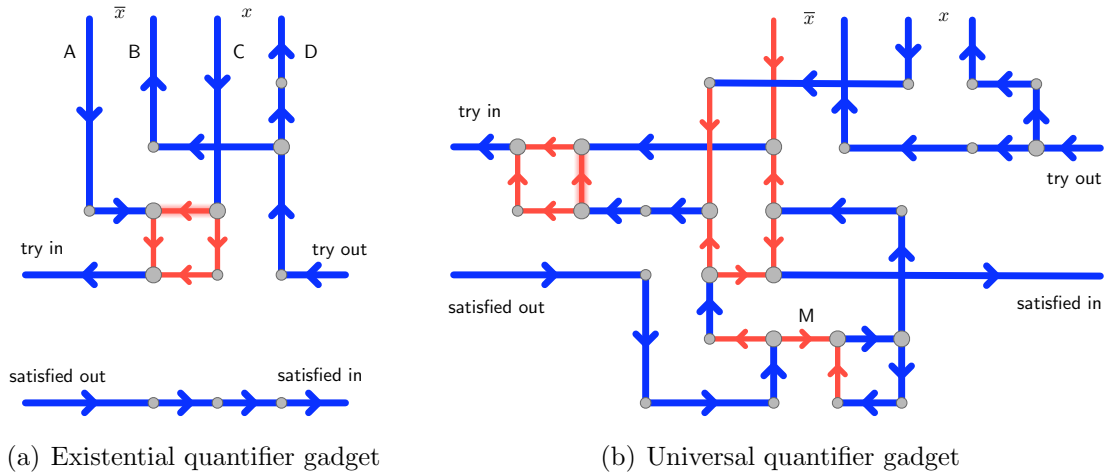 x̅ x
A B C D
try in try out
satisfied out satisfied in
(a) Existential quantifier gadget
x̅ x
try in
try out
satisfied out satisfied in
M
(b) Universal quantifier gadget